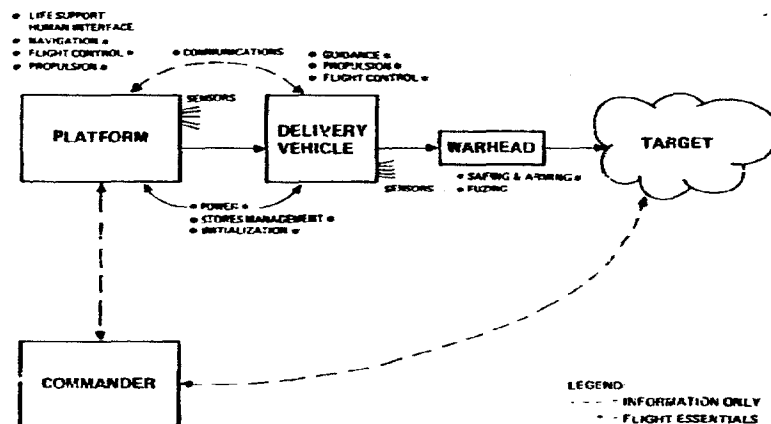 • LIFE SUPPORT
HUMAN INTERFACE
• NAVIGATION •
• FLIGHT CONTROL •
• PROPULSION •
• COMMUNICATIONS
• GUIDANCE •
• PROPULSION •
• FLIGHT CONTROL •
SENSORS
PLATFORM
DELIVERY
VEHICLE
WARHEAD
TARGET
SENSORS
• SAFING & ARMING •
• FUZING
• POWER •
• STORES MANAGEMENT •
• INITIALIZATION •
COMMANDER
LEGEND
- - - INFORMATION ONLY
• - FLIGHT ESSENTIALS